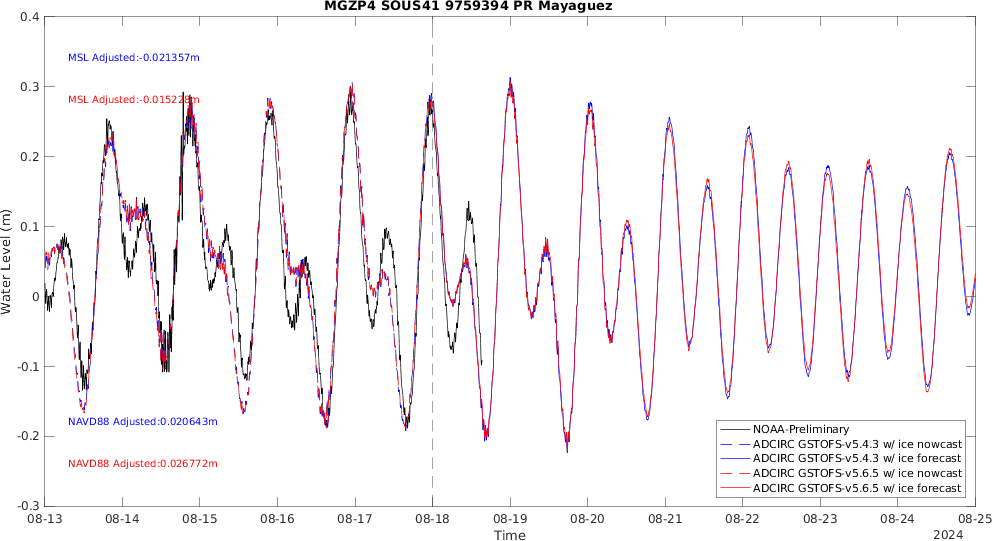 MGZP4 SOUS41 9759394 PR Mayaguez
0.4
0.3
0.2
0.1
0
-0.1
-0.2
-0.3
Water Level (m)
MSL Adjusted:-0.021357m
MSL Adjusted:-0.015228m
NAVD88 Adjusted:0.020643m
NAVD88 Adjusted:0.026772m
NOAA-Preliminary
ADCIRC GSTOFS-v5.4.3 w/ ice nowcast
ADCIRC GSTOFS-v5.4.3 w/ ice forecast
ADCIRC GSTOFS-v5.6.5 w/ ice nowcast
ADCIRC GSTOFS-v5.6.5 w/ ice forecast
08-13 08-14 08-15 08-16 08-17 08-18 08-19 08-20 08-21 08-22 08-23 08-24 08-25
Time
2024